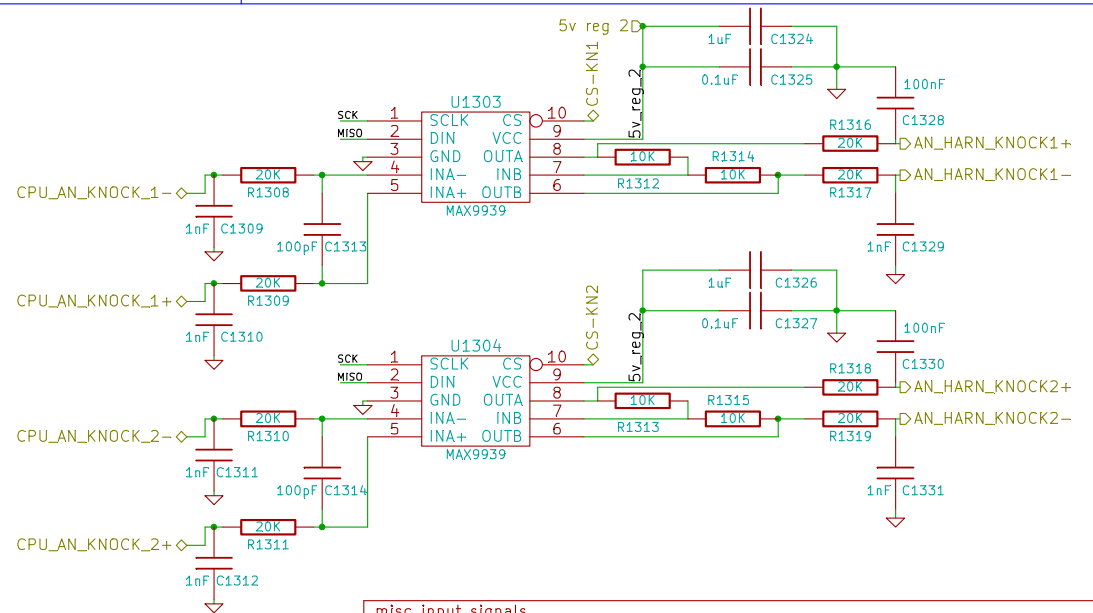 5v reg 2
1uF C1324
CS-KN1
5v_reg_2
0.1uF C1325
100nF
C1328
U1303
SCK 1 SCLK CS 10
MISO 2 DIN VCC 9
3 GND OUTA 8
4 INA- INB 7
5 INA+ OUTB 6
MAX9939
10K
R1312
R1314
10K
R1316
20K
AN_HARN_KNOCK1+
20K
R1317
AN_HARN_KNOCK1-
CPU_AN_KNOCK_1-
20K
R1308
1nF C1309
100pF C1313
1nF C1329
CPU_AN_KNOCK_1+
20K
R1309
1nF C1310
1uF C1326
CS-KN2
5v_reg_2
0.1uF C1327
100nF
C1330
U1304
SCK 1 SCLK CS 10
MISO 2 DIN VCC 9
3 GND OUTA 8
4 INA- INB 7
5 INA+ OUTB 6
MAX9939
10K
R1313
R1315
10K
R1318
20K
AN_HARN_KNOCK2+
20K
R1319
AN_HARN_KNOCK2-
CPU_AN_KNOCK_2-
20K
R1310
1nF C1311
100pF C1314
1nF C1331
CPU_AN_KNOCK_2+
20K
R1311
1nF C1312
misc input signals